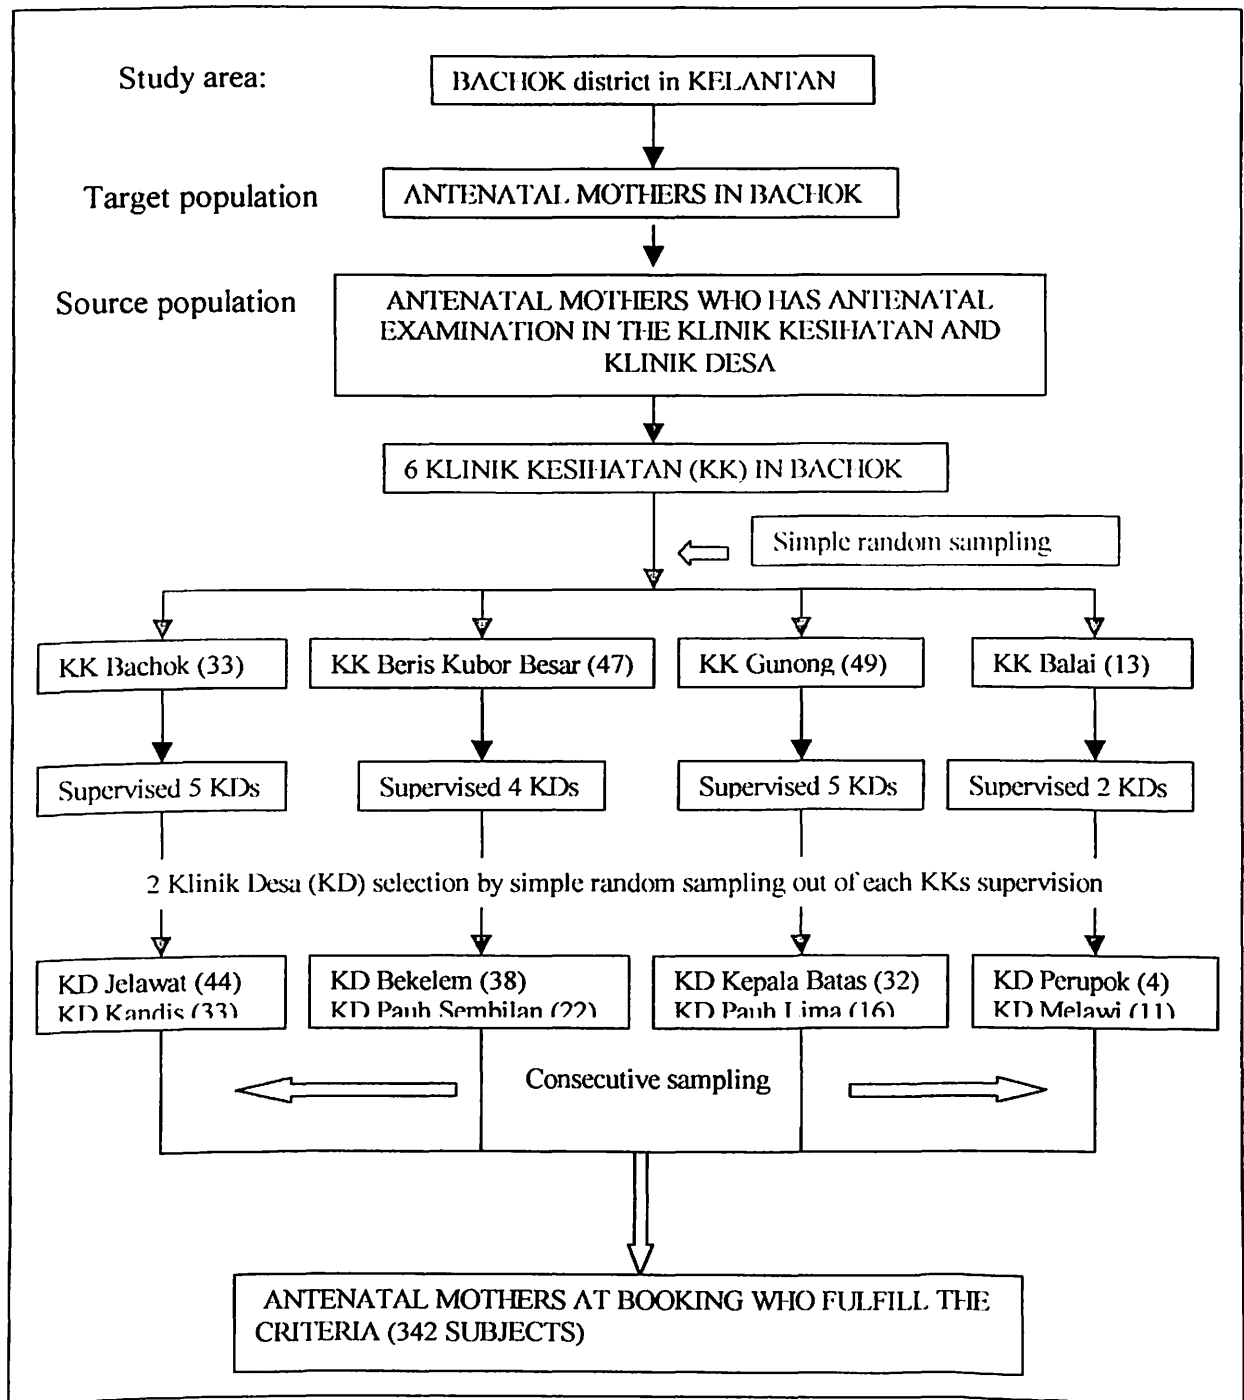 Study area:
BACHOK district in KELANTAN
Target population
ANTENATAL MOTHERS IN BACHOK
Source population
ANTENATAL MOTHERS WHO HAS ANTENATAL
EXAMINATION IN THE KLINIK KESIHATAN AND
KLINIK DESA
6 KLINIK KESIHATAN (KK) IN BACHOK
Simple random sampling
KK Bachok (33)
KK Beris Kubor Besar (47)
KK Gunong (49)
KK Balai (13)
Supervised 5 KDs
Supervised 4 KDs
Supervised 5 KDs
Supervised 2 KDs
2 Klinik Desa (KD) selection by simple random sampling out of each KKs supervision
KD Jelawat (44)
KD Kandis (33)
KD Bekelem (38)
KD Pauh Sembilan (22)
KD Kepala Batas (32)
KD Pauh Lima (16)
KD Perupok (4)
KD Melawi (11)
Consecutive sampling
ANTENATAL MOTHERS AT BOOKING WHO FULFILL THE
CRITERIA (342 SUBJECTS)